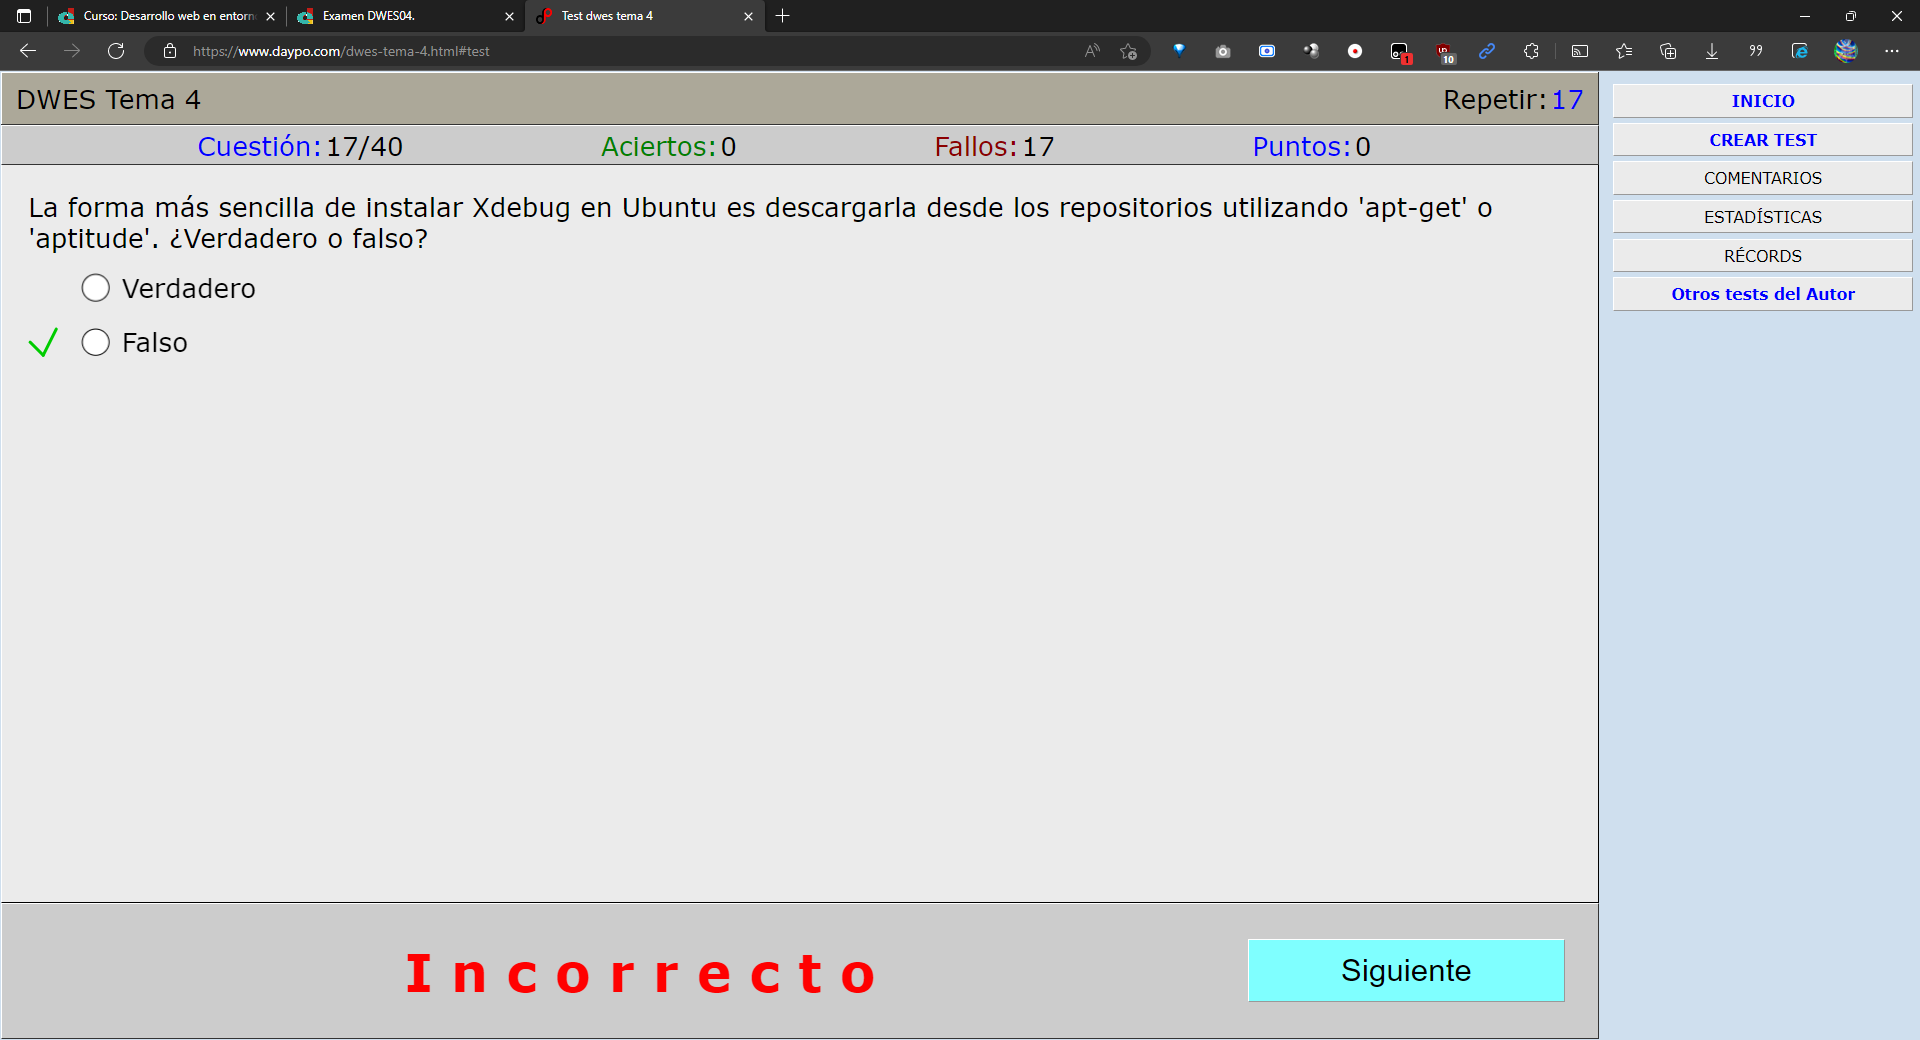 Curso: Desarrollo web en entorn
Examen DWES04.
Test dwes tema 4
https://www.daypo.com/dwes-tema-4.html#test
1
10
DWES Tema 4
Repetir: 17
Cuestión: 17/40
Aciertos: 0
Fallos: 17
Puntos: 0
La forma más sencilla de instalar Xdebug en Ubuntu es descargarla desde los repositorios utilizando 'apt-get' o
'aptitude'. ¿Verdadero o falso?
Verdadero
Falso
Incorrecto
Siguiente
INICIO
CREAR TEST
COMENTARIOS
ESTADÍSTICAS
RÉCORDS
Otros tests del Autor